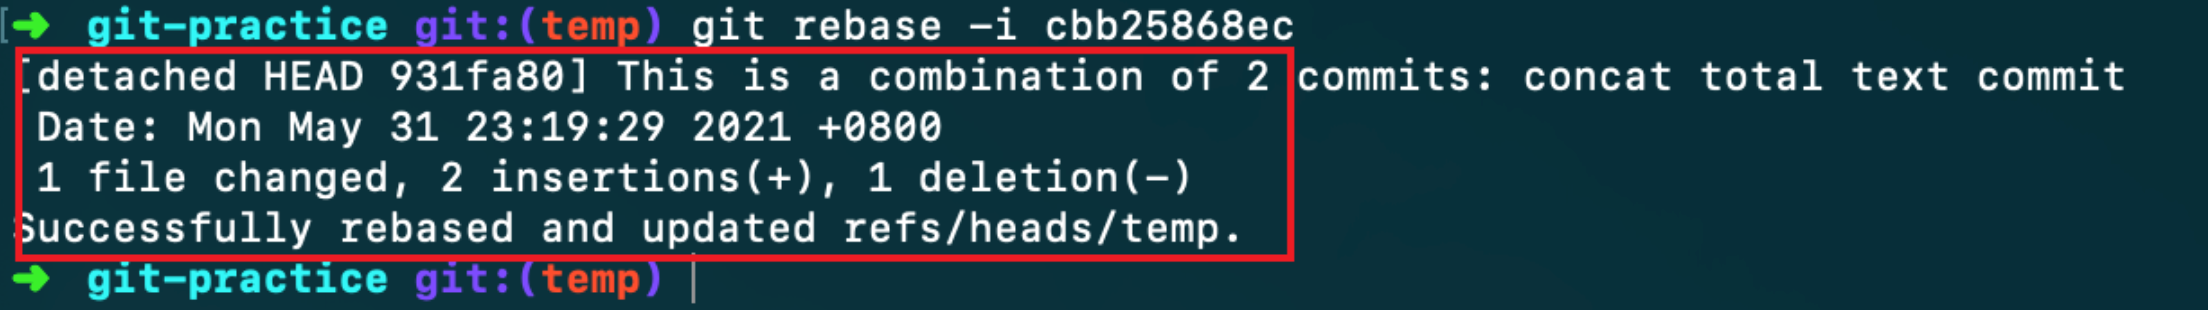 [➜ git-practice git:(temp) git rebase -i cbb25868ec
[detached HEAD 931fa80] This is a combination of 2 commits: concat total text commit
Date: Mon May 31 23:19:29 2021 +0800
1 file changed, 2 insertions(+), 1 deletion(-)
Successfully rebased and updated refs/heads/temp.
➜ git-practice git:(temp)